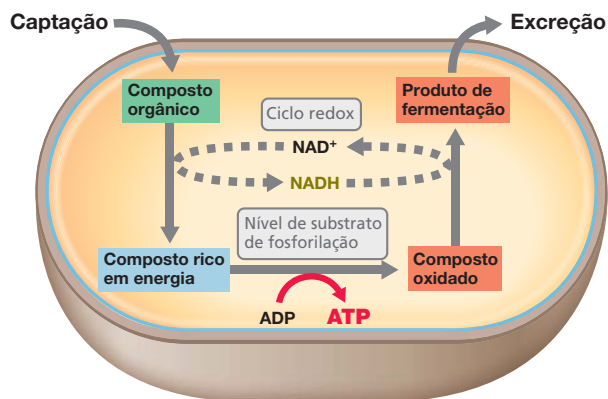 Captação
Excreção
Composto
orgânico
Produto de
fermentação
Ciclo redox
NAD+
NADH
Nível de substrato
de fosforilação
Composto rico
em energia
Composto
oxidado
ADP
ATP